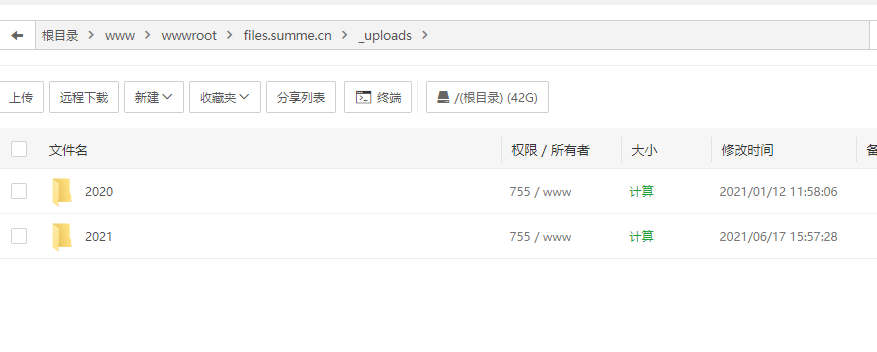 根目录 > www > wwwroot > files.summe.cn > _uploads >
上传 远程下载 新建 收藏夹 分享列表 终端 /(根目录) (42G)
文件名 权限 / 所有者 大小 修改时间 备
2020 755 / www 计算 2021/01/12 11:58:06
2021 755 / www 计算 2021/06/17 15:57:28